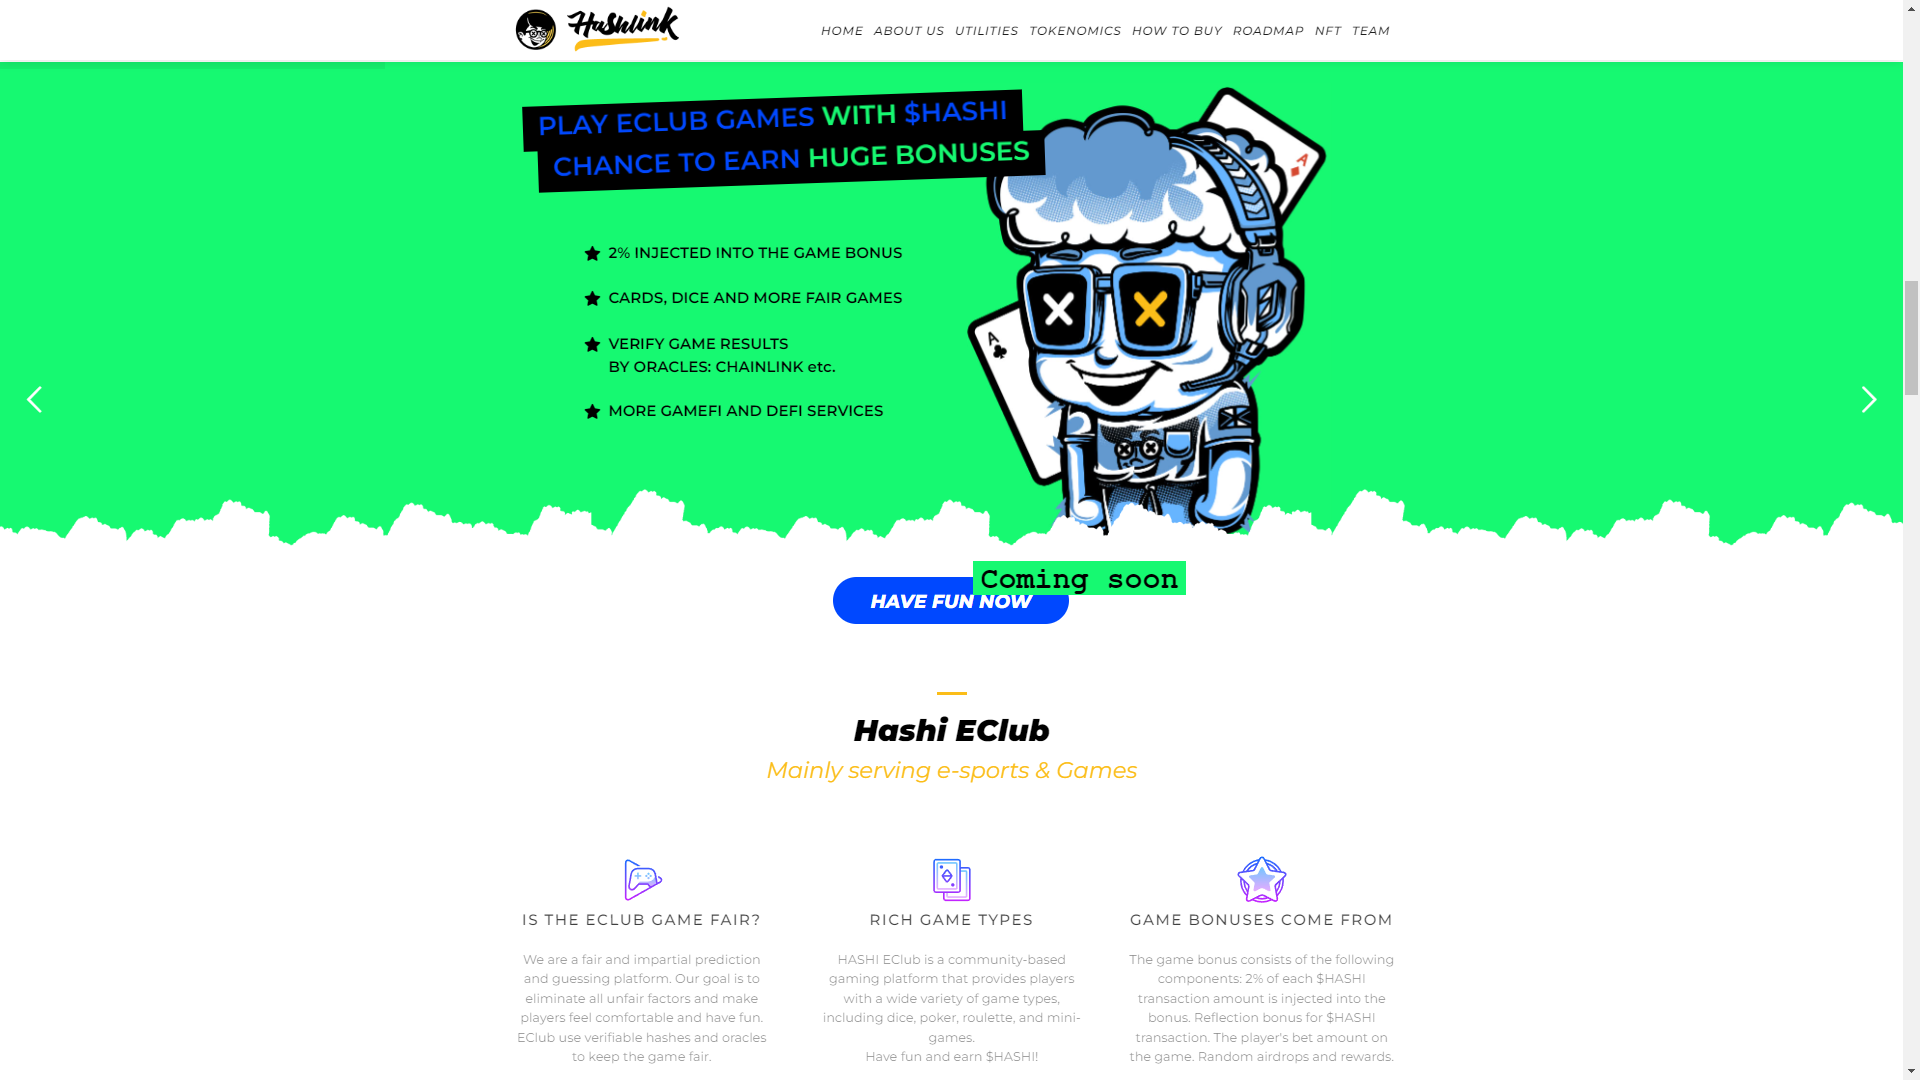 Hashlink
HOME ABOUT US UTILITIES TOKENOMICS HOW TO BUY ROADMAP NFT TEAM
PLAY ECLUB GAMES WITH $HASHI
CHANCE TO EARN HUGE BONUSES
2% INJECTED INTO THE GAME BONUS
CARDS, DICE AND MORE FAIR GAMES
VERIFY GAME RESULTS
BY ORACLES: CHAINLINK etc.
MORE GAMEFI AND DEFI SERVICES
A
A
Coming soon
HAVE FUN NOW
Hashi EClub
Mainly serving e-sports & Games
IS THE ECLUB GAME FAIR?
We are a fair and impartial prediction
and guessing platform. Our goal is to
eliminate all unfair factors and make
players feel comfortable and have fun.
EClub use verifiable hashes and oracles
to keep the game fair.
RICH GAME TYPES
HASHI EClub is a community-based
gaming platform that provides players
with a wide variety of game types,
including dice, poker, roulette, and mini-
games.
Have fun and earn $HASHI!
GAME BONUSES COME FROM
The game bonus consists of the following
components: 2% of each $HASHI
transaction amount is injected into the
bonus. Reflection bonus for $HASHI
transaction. The player's bet amount on
the game. Random airdrops and rewards.